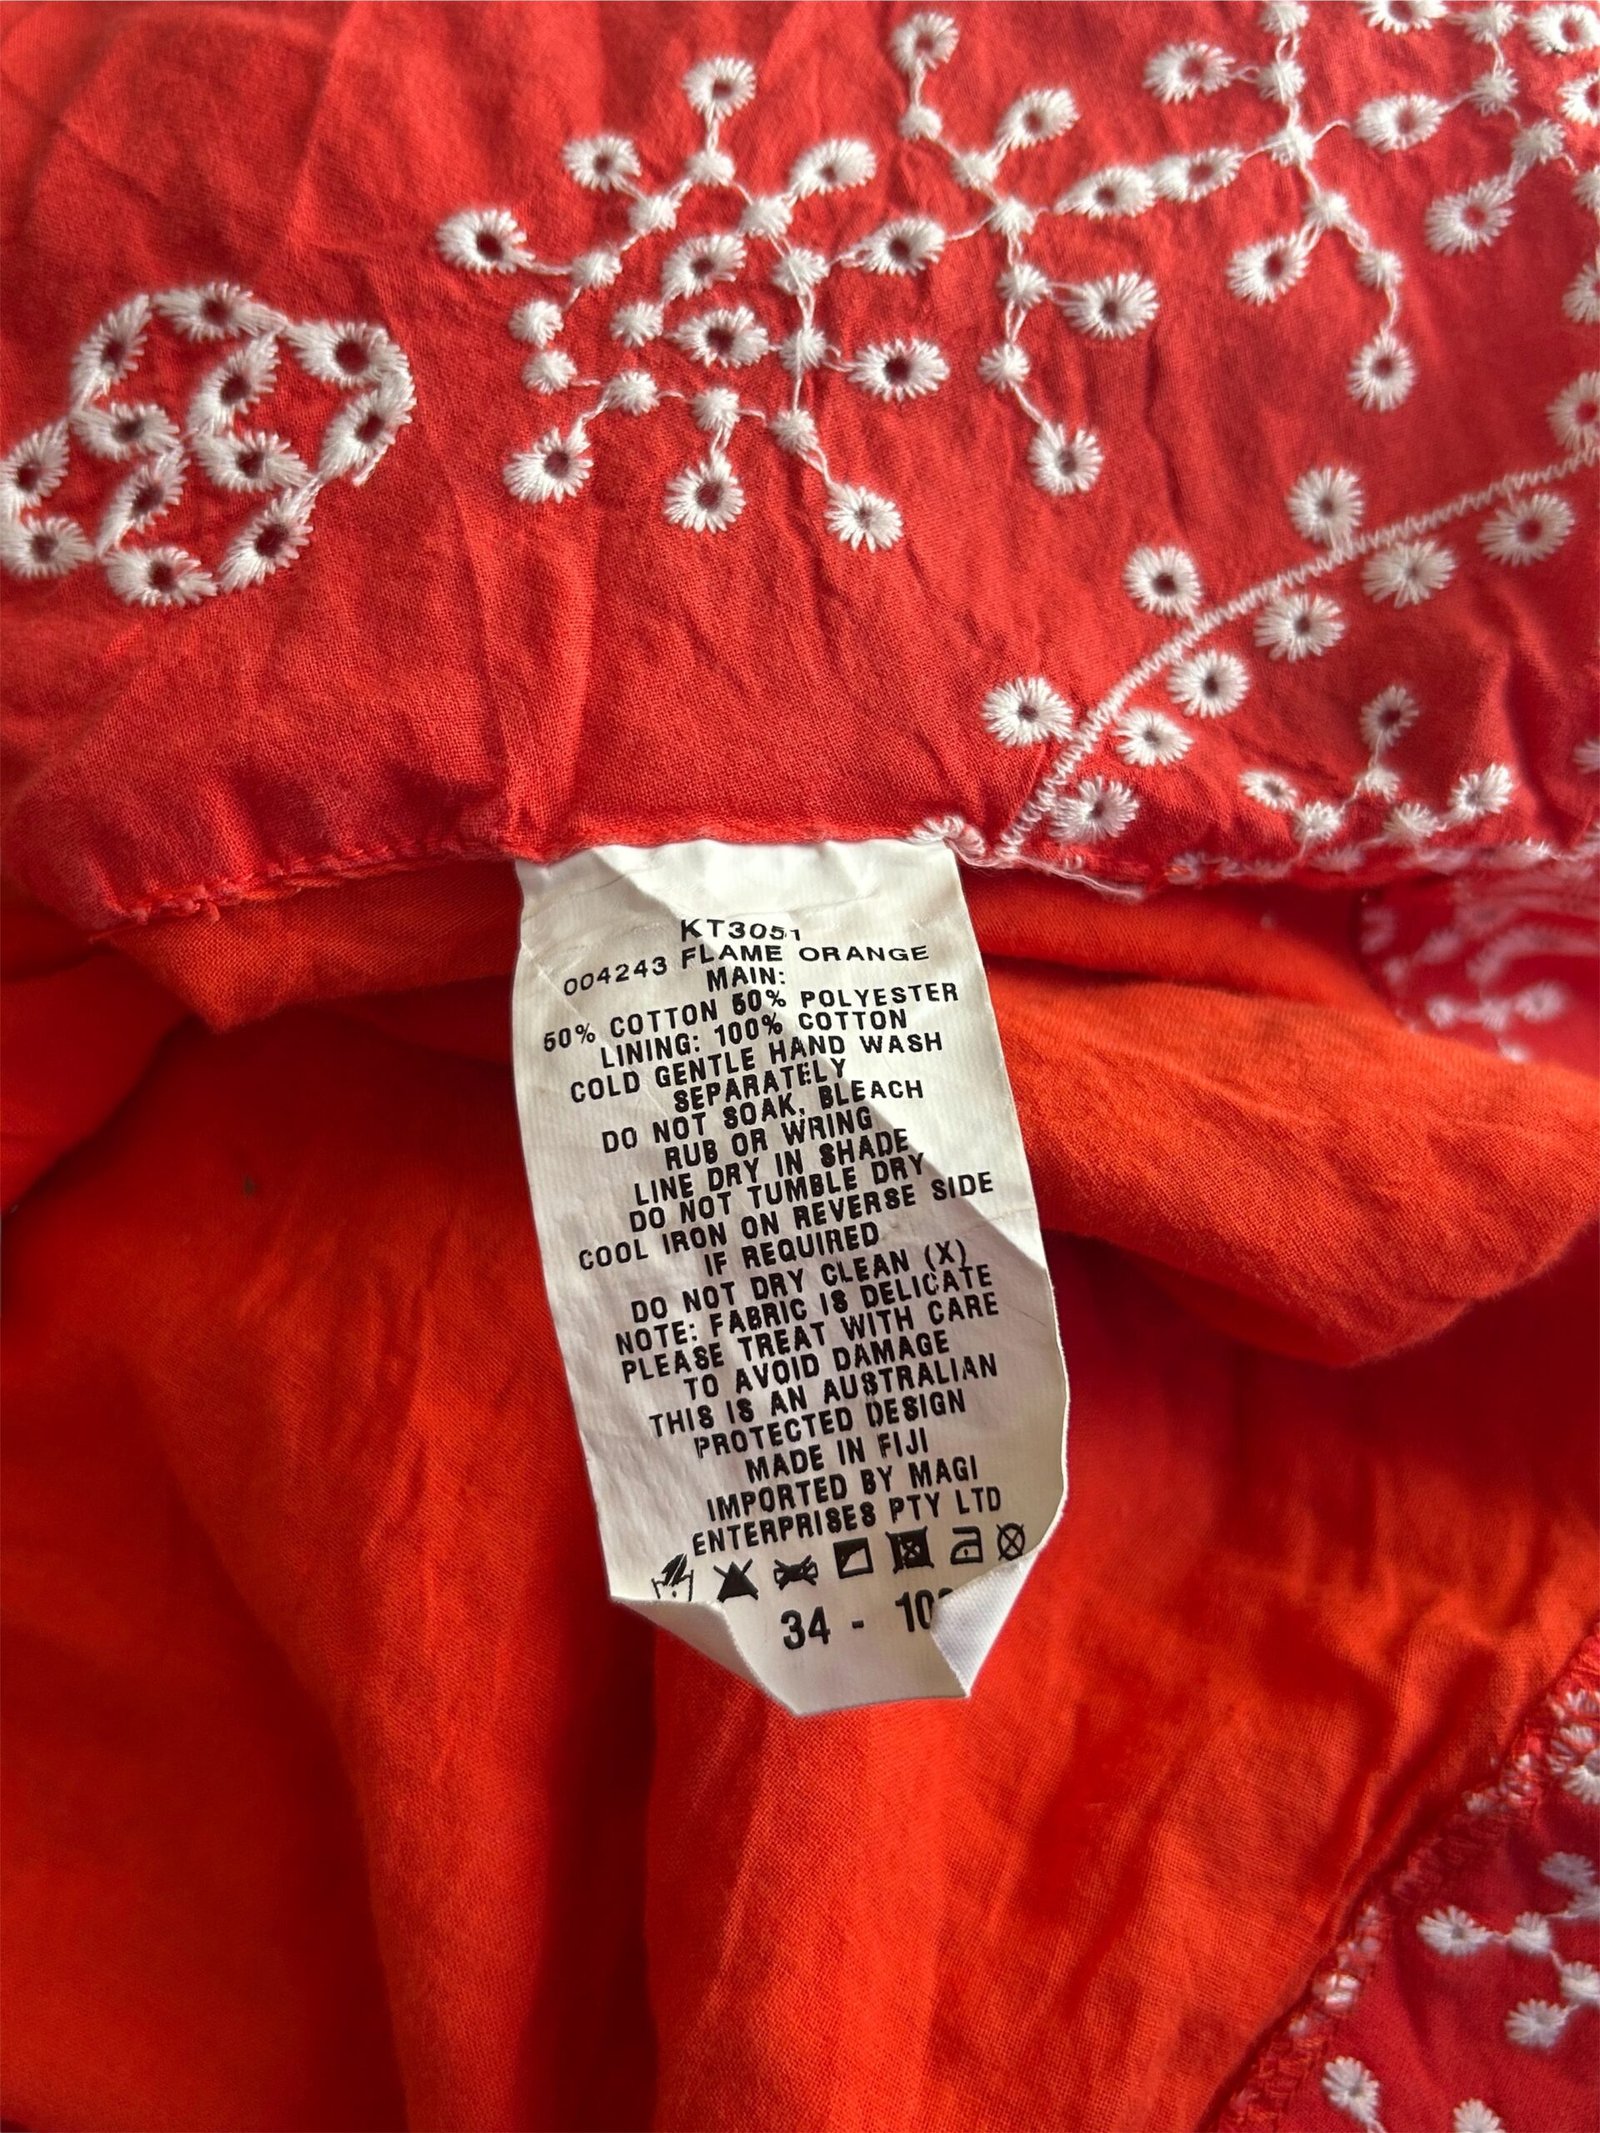 KT3051
004243 FLAME ORANGE
MAIN:
50% COTTON 50% POLYESTER
LINING: 100% COTTON
COLD GENTLE HAND WASH
SEPARATELY
DO NOT SOAK, BLEACH
RUB OR WRING
LINE DRY IN SHADE
DO NOT TUMBLE DRY
COOL IRON ON REVERSE SIDE
IF REQUIRED
DO NOT DRY CLEAN (X)
NOTE: FABRIC IS DELICATE
PLEASE TREAT WITH CARE
TO AVOID DAMAGE
THIS IS AN AUSTRALIAN
PROTECTED DESIGN
MADE IN FIJI
IMPORTED BY MAGI
ENTERPRISES PTY LTD
34 -